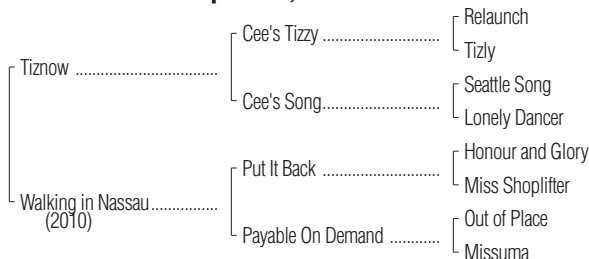 Relaunch
Cee's Tizzy ..............................
Tizly
Tiznow ....................................
Seattle Song
Cee's Song..............................
Lonely Dancer
Honour and Glory
Put It Back ..............................
Miss Shoplifter
Walking in Nassau.................
(2010)
Out of Place
Payable On Demand .............
Missuma